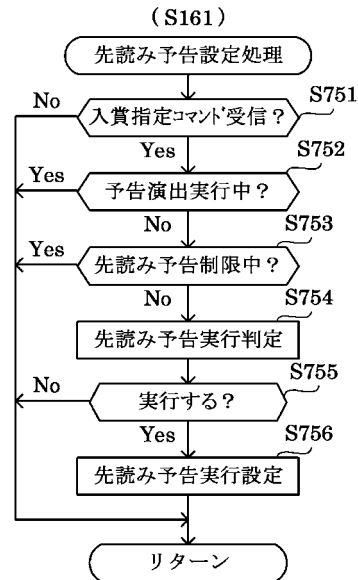 (S161)
先読み予告設定処理
S751
No
入賞指定コマンド受信?
Yes
S752
Yes
予告演出実行中?
No
S753
Yes
先読み予告制限中?
No
S754
先読み予告実行判定
S755
No
実行する?
Yes
S756
先読み予告実行設定
リターン